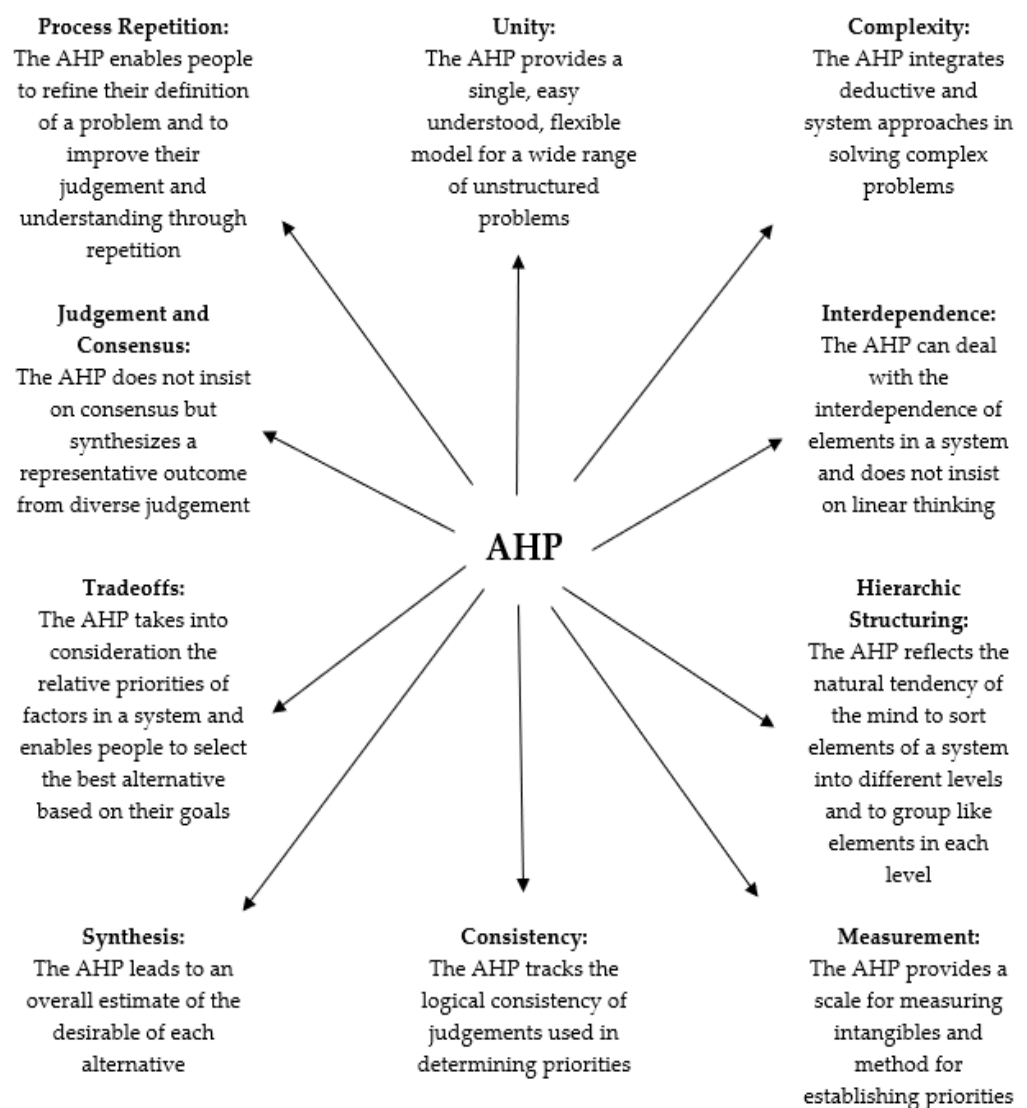 Process Repetition:
The AHP enables people
to refine their definition
of a problem and to
improve their
judgement and
understanding through
repetition
Unity:
The AHP provides a
single, easy
understood, flexible
model for a wide range
of unstructured
problems
Complexity:
The AHP integrates
deductive and
system approaches in
solving complex
problems
Judgement and
Consensus:
The AHP does not insist
on consensus but
synthesizes a
representative outcome
from diverse judgement
Interdependence:
The AHP can deal
with the
interdependence of
elements in a system
and does not insist
on linear thinking
AHP
Tradeoffs:
The AHP takes into
consideration the
relative priorities of
factors in a system and
enables people to select
the best alternative
based on their goals
Hierarchic
Structuring:
The AHP reflects the
natural tendency of
the mind to sort
elements of a system
into different levels
and to group like
elements in each
level
Synthesis:
The AHP leads to an
overall estimate of the
desirable of each
alternative
Consistency:
The AHP tracks the
logical consistency of
judgements used in
determining priorities
Measurement:
The AHP provides a
scale for measuring
intangibles and
method for
establishing priorities